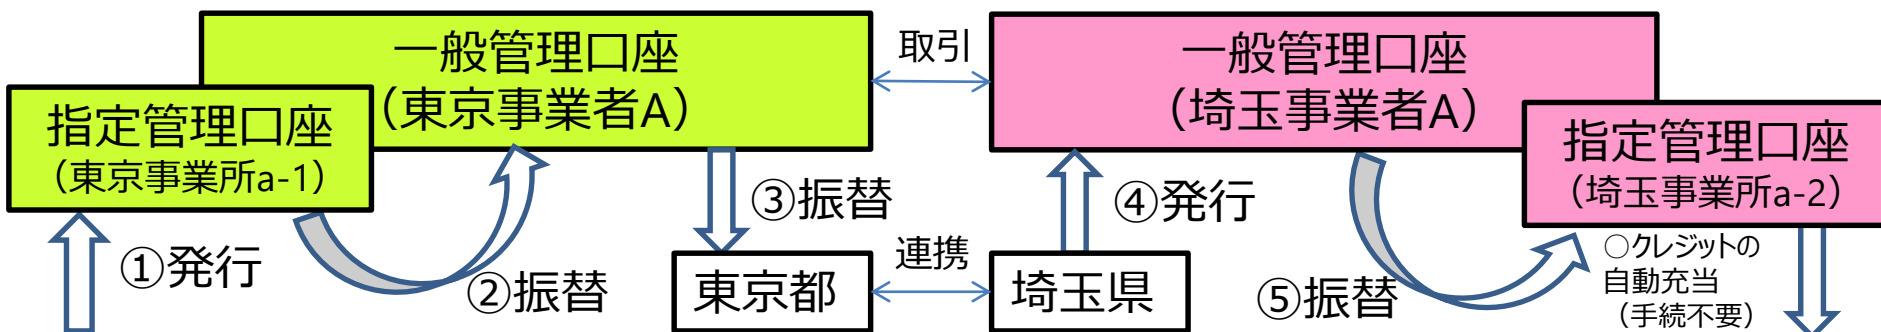 一般管理口座
（東京事業者A）
指定管理口座
（東京事業所a-1）
取引
一般管理口座
（埼玉事業者A）
指定管理口座
（埼玉事業所a-2）
①発行
②振替
③振替
東京都
連携
埼玉県
④発行
⑤振替
○クレジットの
自動充当
（手続不要）